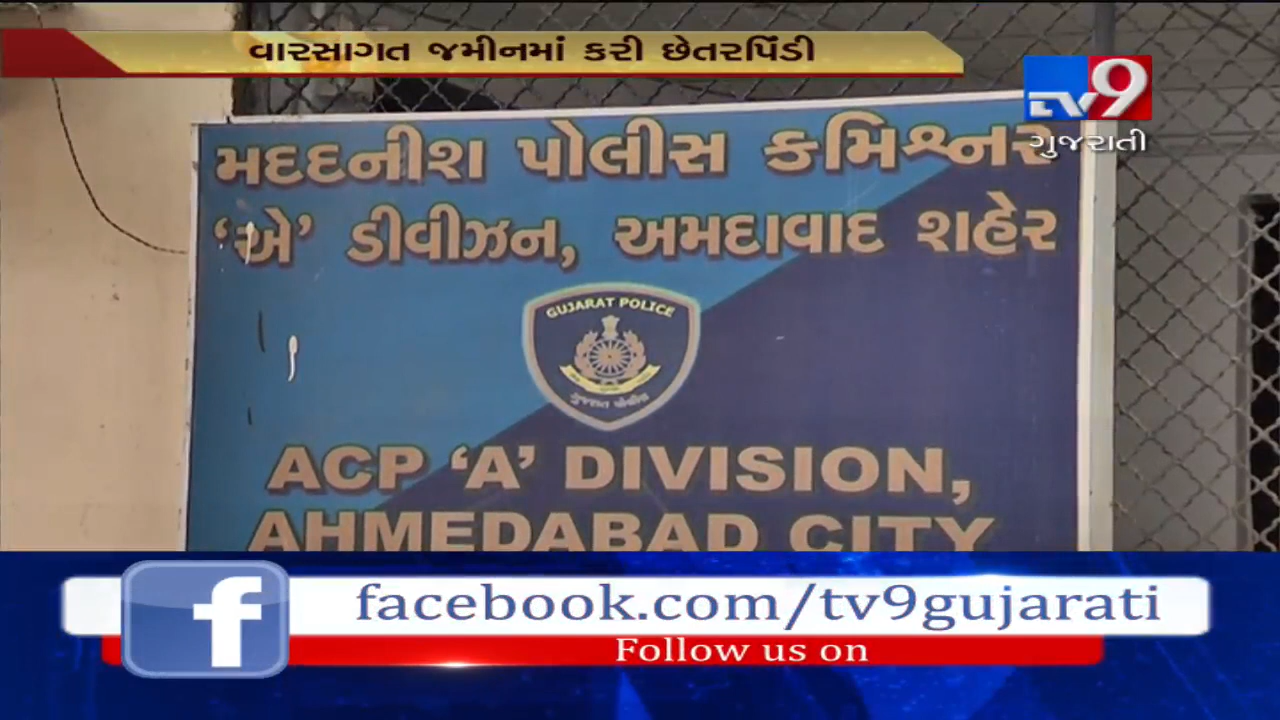 વારસાગત જમીનમાં કરી છેતરપિંડી
tv9
ગુજરાતી
મદદનીશ પોલીસ કમિશ્નર
‘એ’ ડીવીઝન, અમદાવાદ શહેર
GUJARAT POLICE
ગુજરાત પોલીસ
ACP ‘A’ DIVISION,
AHMEDABAD CITY
f facebook.com/tv9gujarati
Follow us on